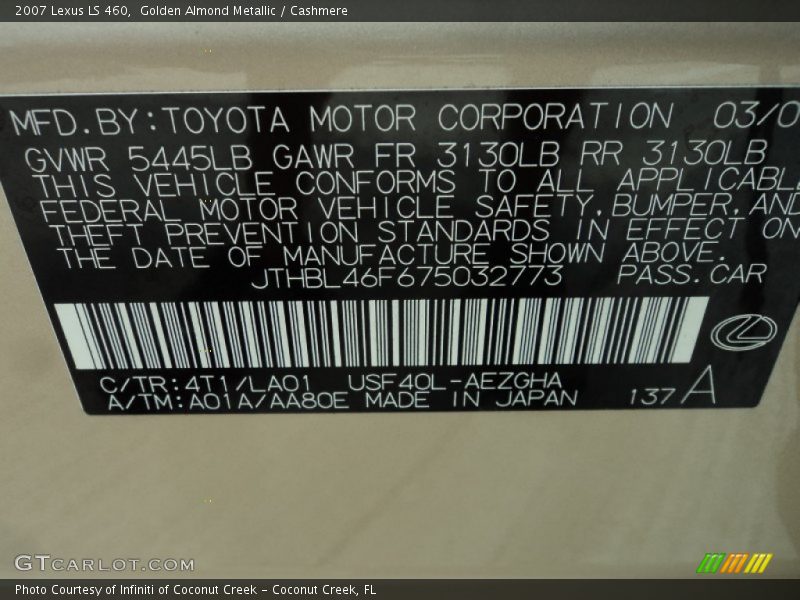 2007 Lexus LS 460,  Golden Almond Metallic / Cashmere
MFD.BY:TOYOTA MOTOR CORPORATION 03/0
GVWR 5445LB GAWR FR 3130LB RR 3130LB
THIS VEHICLE CONFORMS TO ALL APPLICABLE
FEDERAL MOTOR VEHICLE SAFETY,BUMPER,AND
THEFT PREVENTION STANDARDS IN EFFECT ON
THE DATE OF MANUFACTURE SHOWN ABOVE.
JTHBL46F675032773 PASS.CAR
C/TR:4T1/LA01 USF40L-AEZGHA
A/TM:A01A/AA80E MADE IN JAPAN 137 A
GTCARLOT.COM
Photo Courtesy of Infiniti of Coconut Creek – Coconut Creek, FL